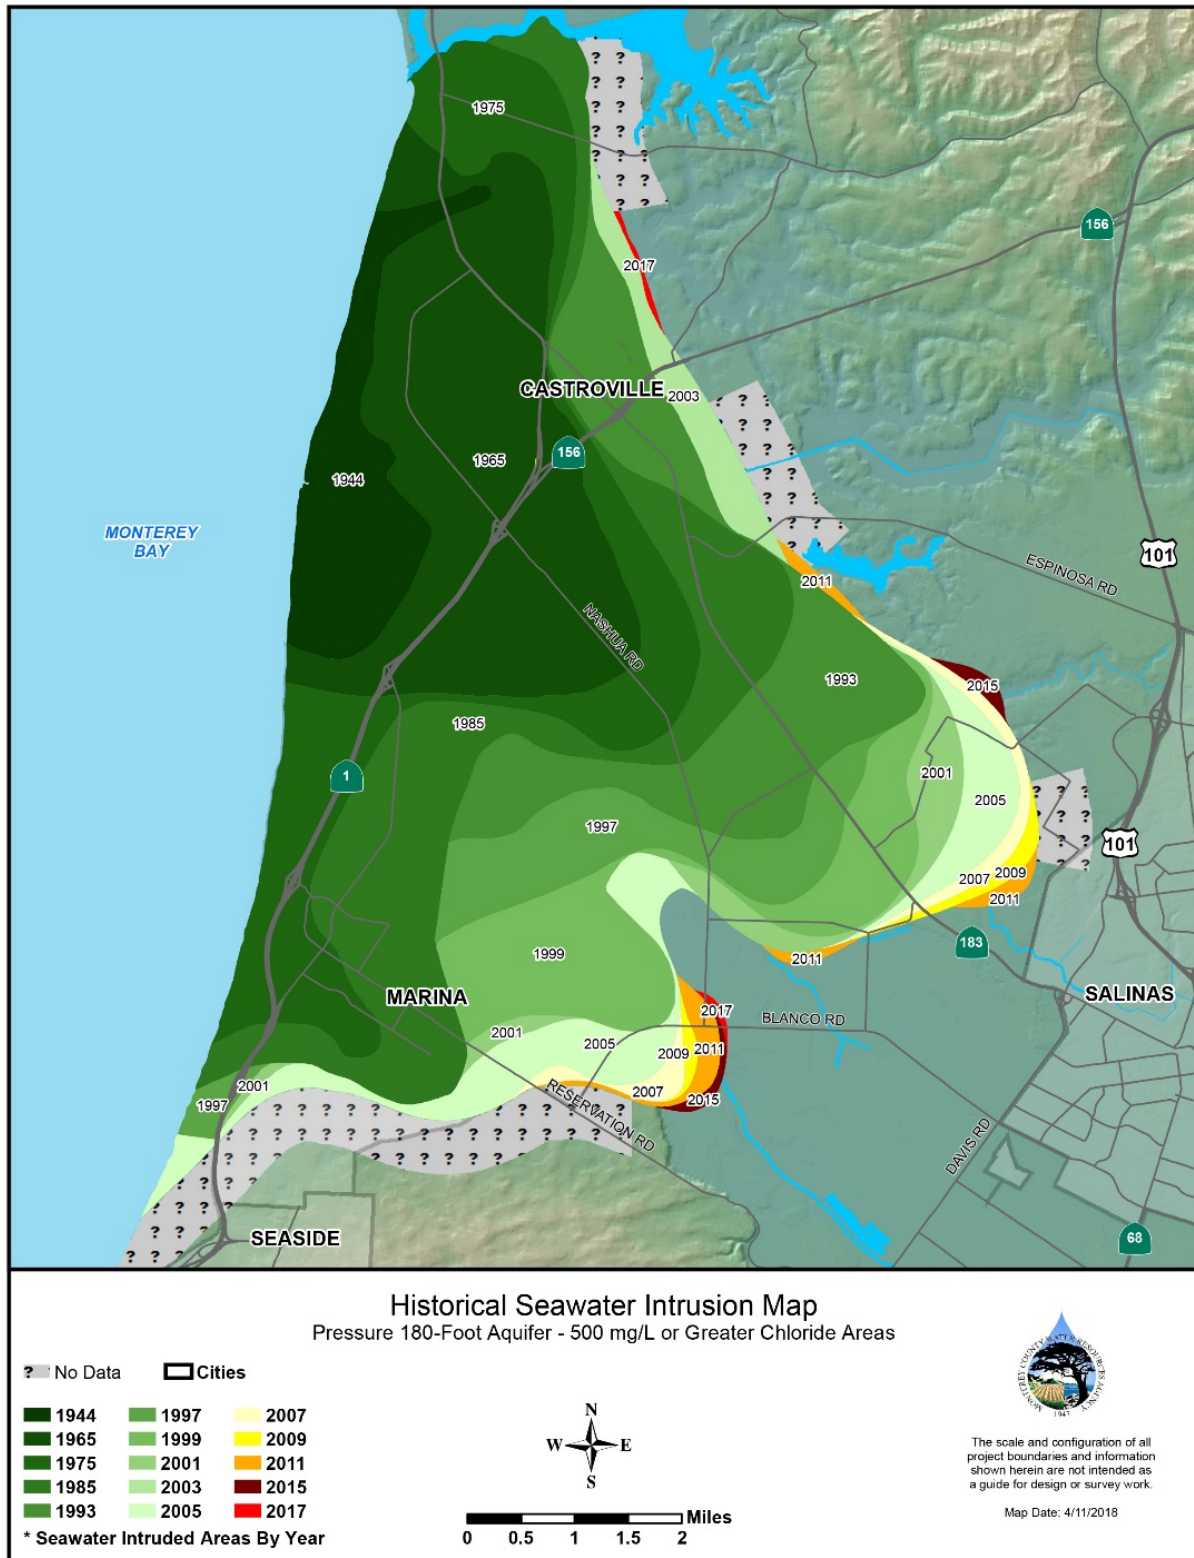 1975
156
2017
CASTROVILLE
2003
156
1965
1944
MONTEREY
BAY
101
ESPINOSA RD
2011
NASHUA RD
1993
2015
1985
1
2001
2005
1997
101
2009
2007
2011
183
1999
2011
SALINAS
MARINA
2017
BLANCO RD
2001
2005
2009
2011
2001
2007
2015
1997
RESERVATION RD
DAVIS RD
SEASIDE
68
Historical Seawater Intrusion Map
Pressure 180-Foot Aquifer - 500 mg/L or Greater Chloride Areas
? No Data
Cities
1944 1997 2007
1965 1999 2009
1975 2001 2011
1985 2003 2015
1993 2005 2017
* Seawater Intruded Areas By Year
N
W E
S
Miles
0 0.5 1 1.5 2
MONTEREY COUNTY WATER RESOURCES AGENCY
1947
The scale and configuration of all
project boundaries and information
shown herein are not intended as
a guide for design or survey work.
Map Date: 4/11/2018